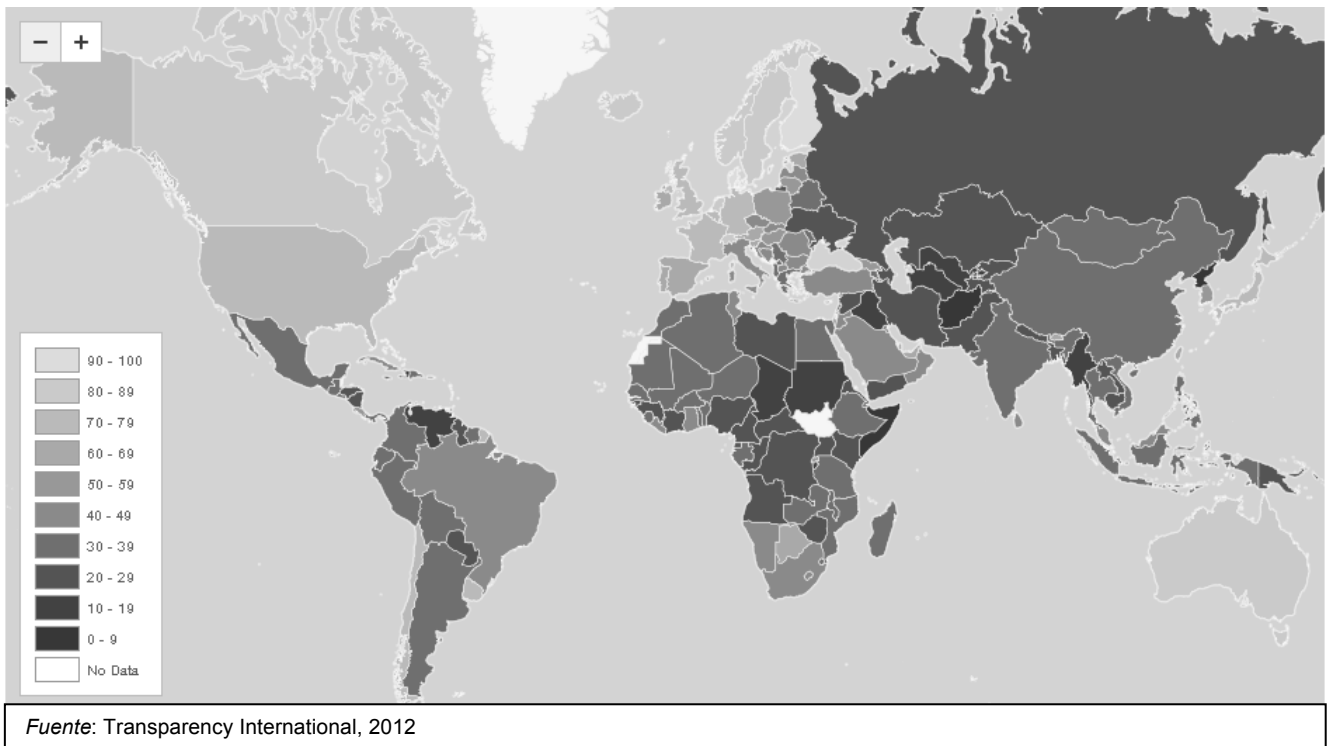 − +
90 - 100
80 - 89
70 - 79
60 - 69
50 - 59
40 - 49
30 - 39
20 - 29
10 - 19
0 - 9
No Data
Fuente: Transparency International, 2012